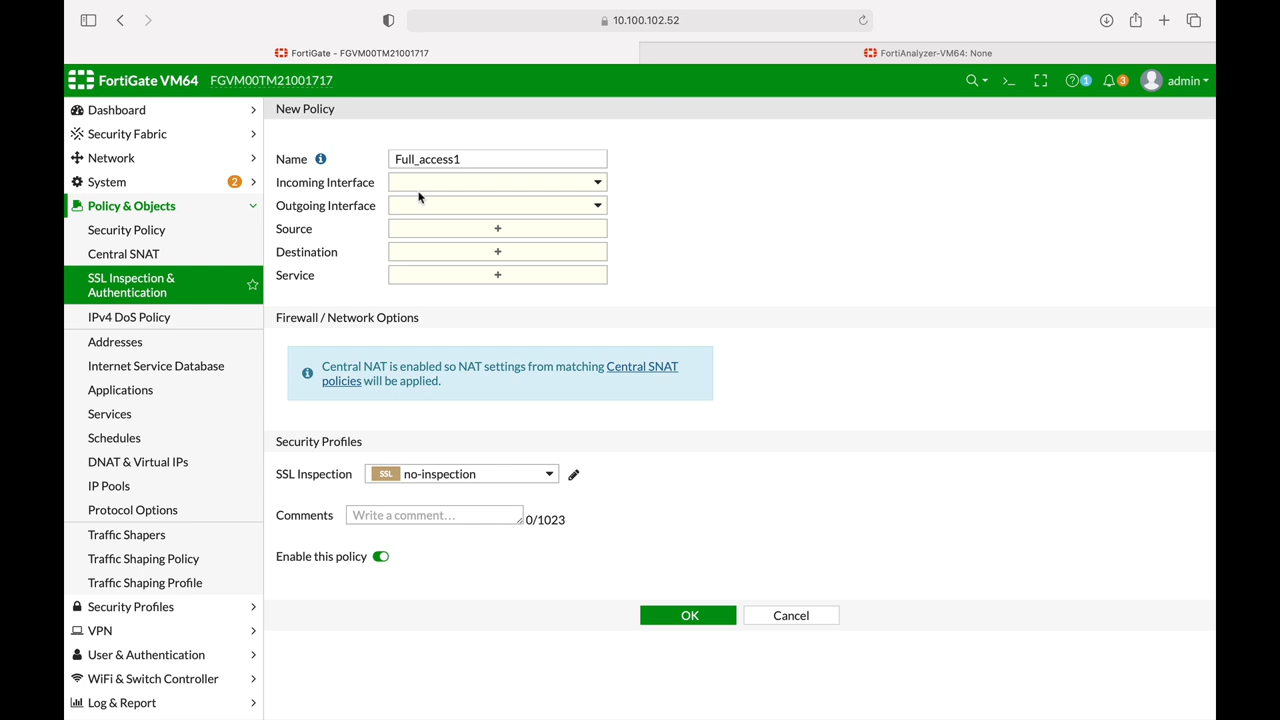 10.100.102.52
FortiGate - FGVM00TM21001717
FortiAnalyzer-VM64: None
FortiGate VM64
FGVM00TM21001717
1
3
admin
Dashboard
Security Fabric
Network
System
2
Policy & Objects
Security Policy
Central SNAT
SSL Inspection &
Authentication
IPv4 DoS Policy
Addresses
Internet Service Database
Applications
Services
Schedules
DNAT & Virtual IPs
IP Pools
Protocol Options
Traffic Shapers
Traffic Shaping Policy
Traffic Shaping Profile
Security Profiles
VPN
User & Authentication
WiFi & Switch Controller
Log & Report
New Policy
Name
Full_access1
Incoming Interface
Outgoing Interface
Source
+
Destination
+
Service
+
Firewall / Network Options
Central NAT is enabled so NAT settings from matching Central SNAT
policies will be applied.
Security Profiles
SSL Inspection
SSL
no-inspection
Comments
Write a comment...
0/1023
Enable this policy
OK
Cancel